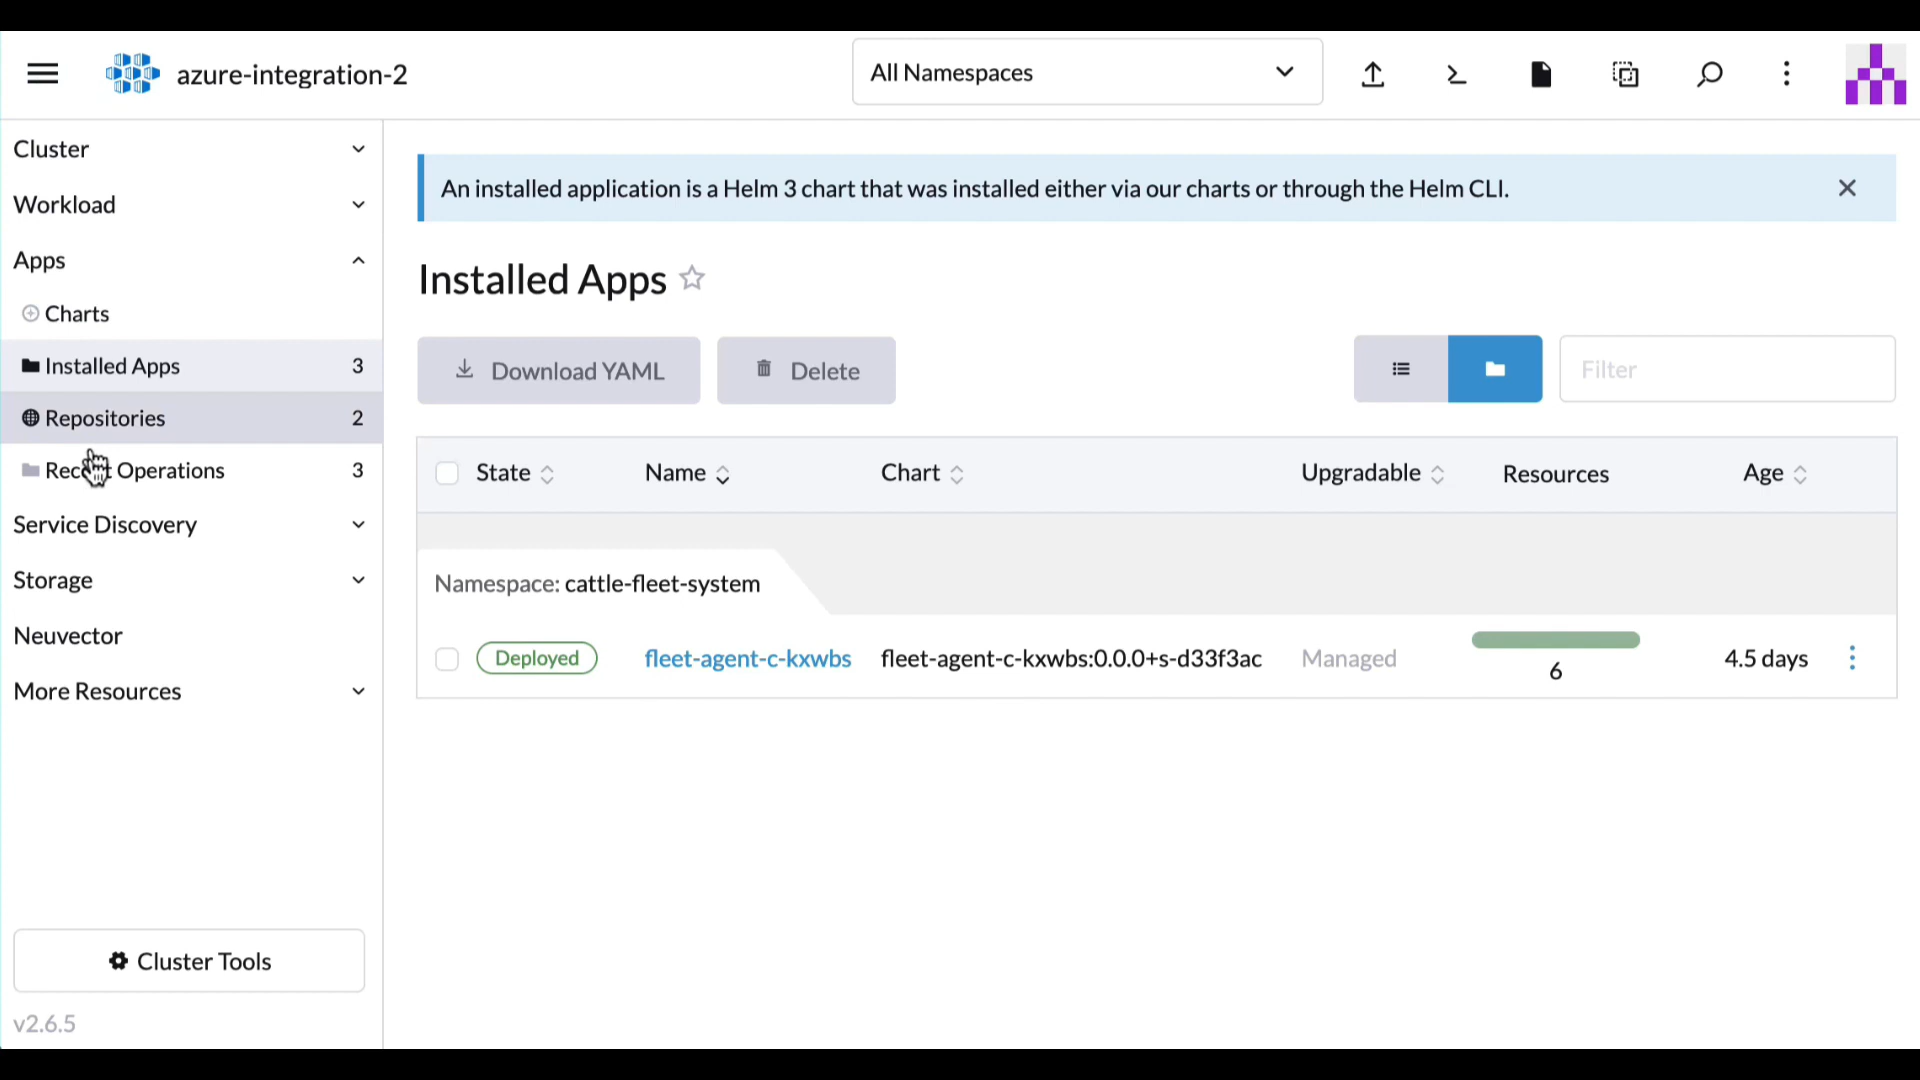 azure-integration-2
All Namespaces
Cluster
Workload
Apps
Charts
Installed Apps 3
Repositories 2
Recent Operations 3
Service Discovery
Storage
Neuvector
More Resources
Cluster Tools
v2.6.5
An installed application is a Helm 3 chart that was installed either via our charts or through the Helm CLI.
Installed Apps
Download YAML Delete Filter
State Name Chart Upgradable Resources Age
Namespace: cattle-fleet-system
Deployed fleet-agent-c-kxwbs fleet-agent-c-kxwbs:0.0.0+s-d33f3ac Managed 6 4.5 days